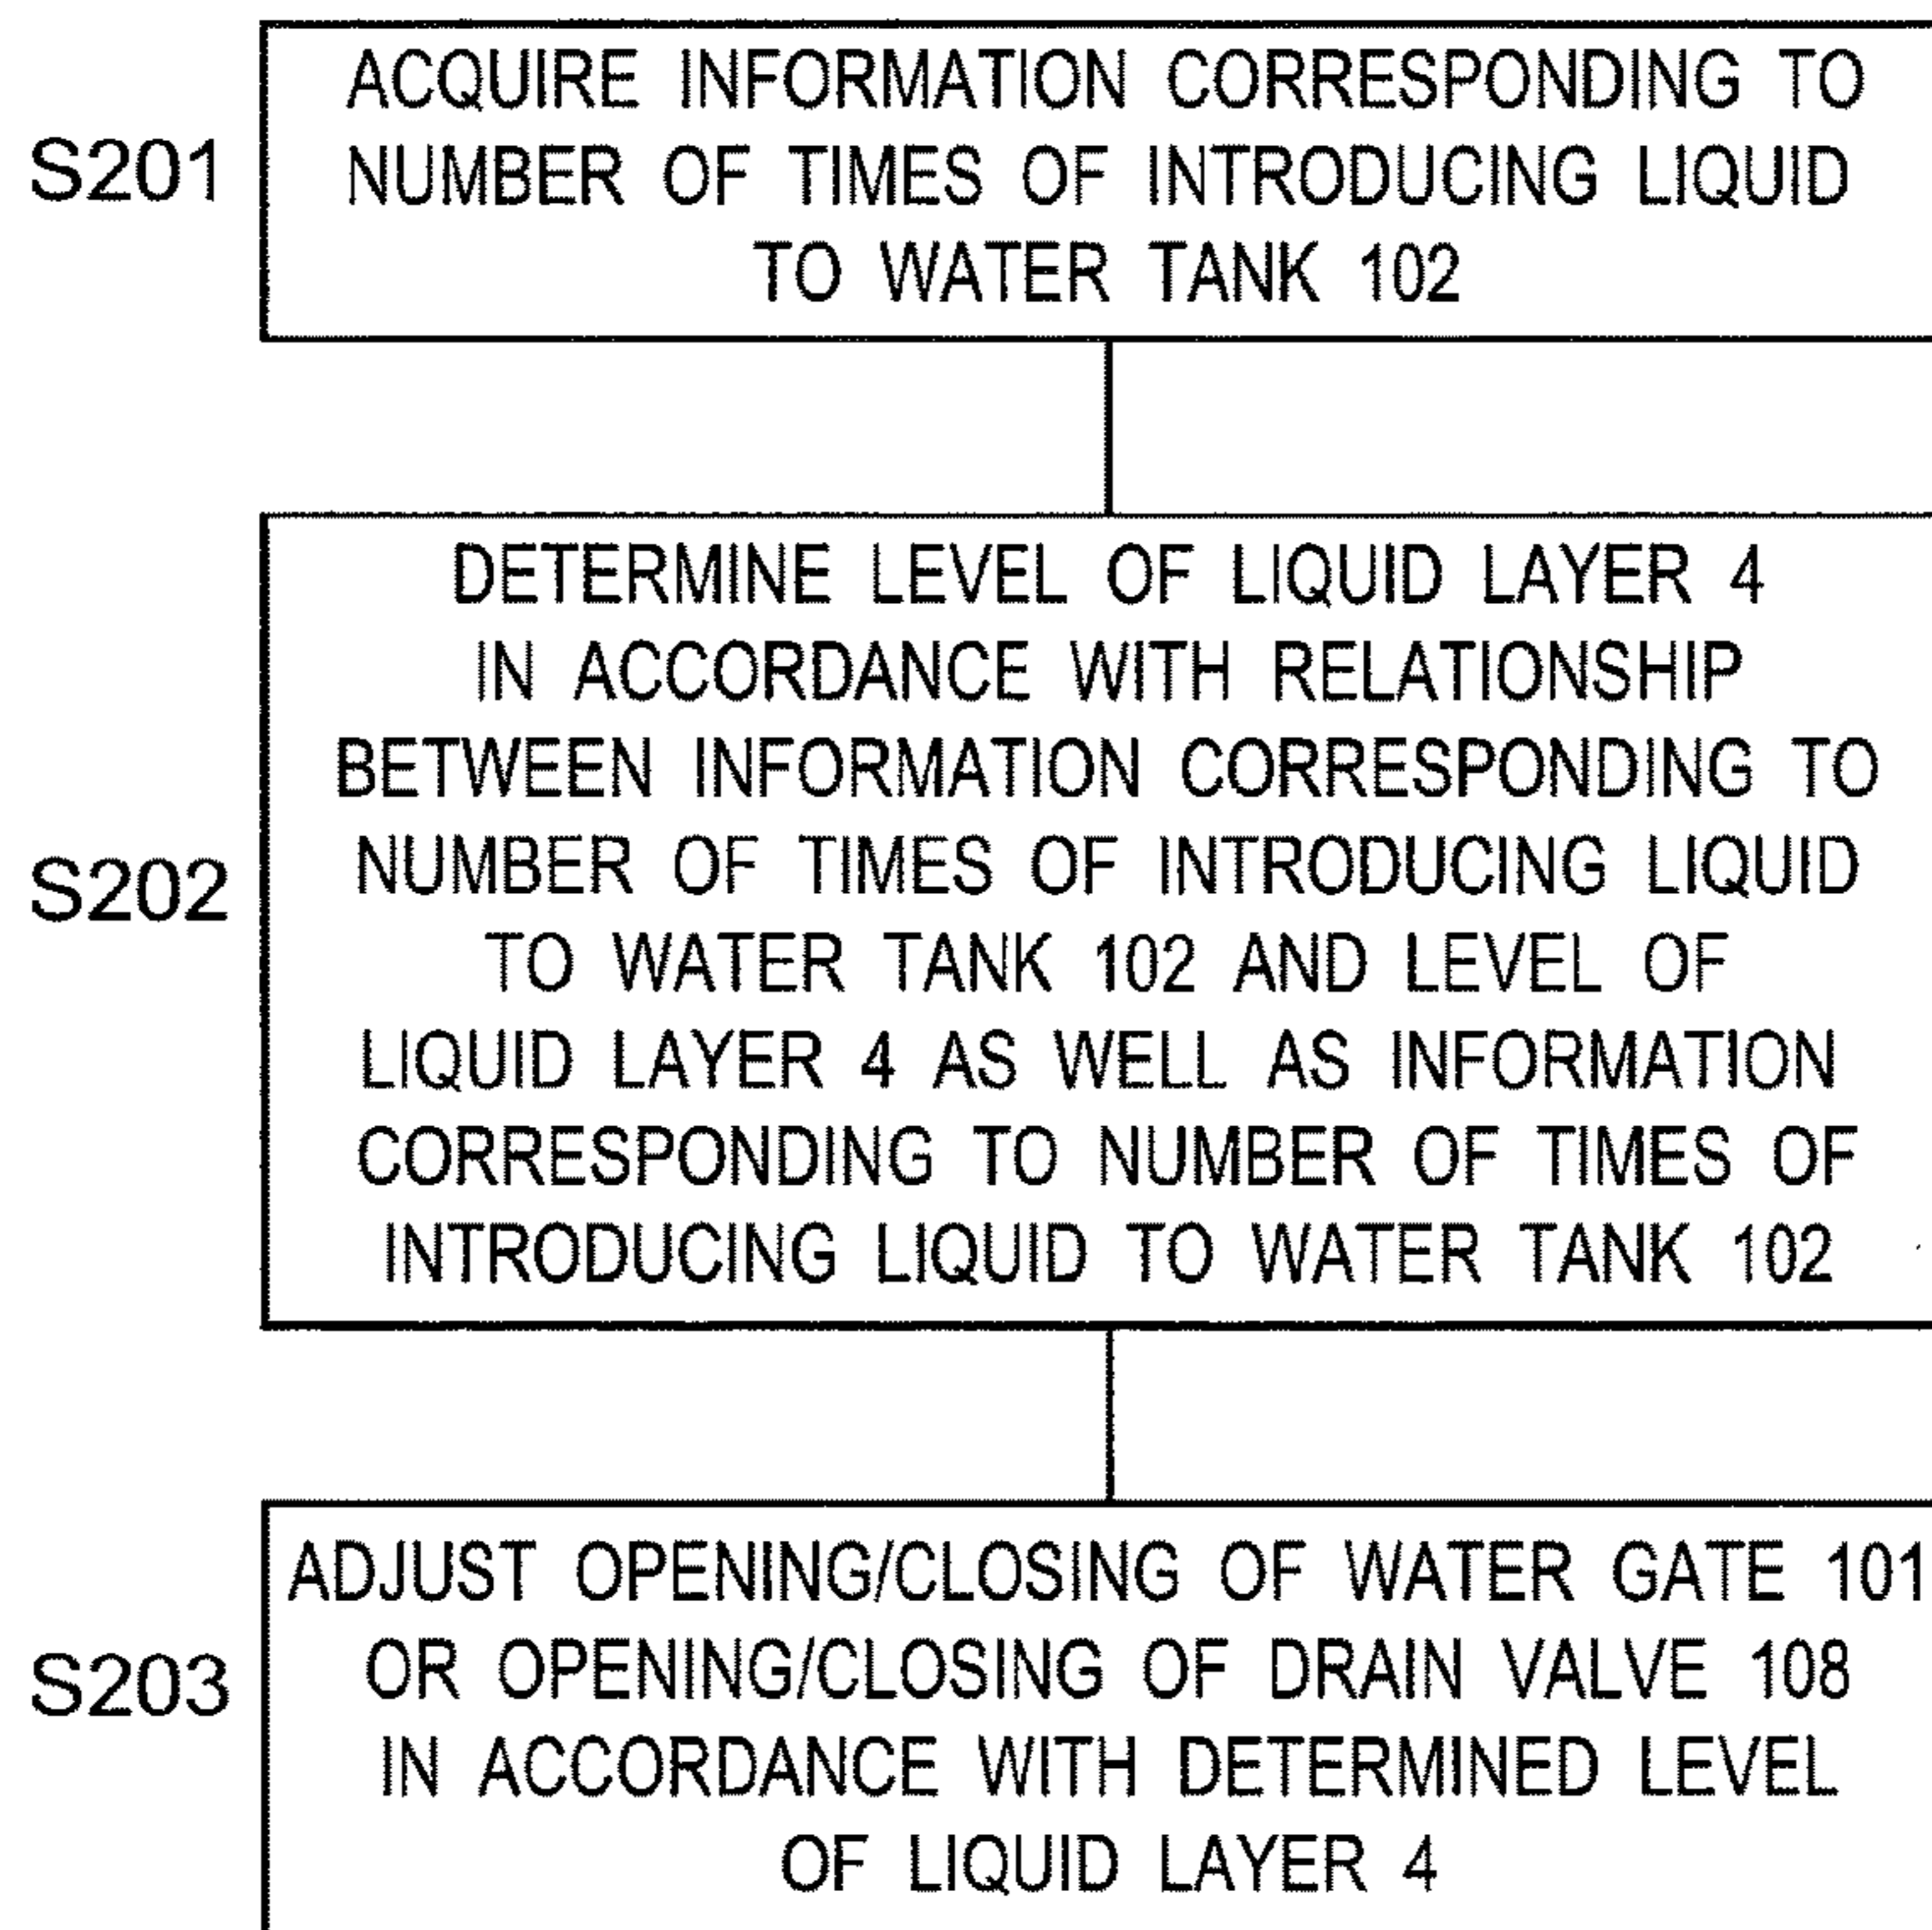 S201
ACQUIRE INFORMATION CORRESPONDING TO
NUMBER OF TIMES OF INTRODUCING LIQUID
TO WATER TANK 102
S202
DETERMINE LEVEL OF LIQUID LAYER 4
IN ACCORDANCE WITH RELATIONSHIP
BETWEEN INFORMATION CORRESPONDING TO
NUMBER OF TIMES OF INTRODUCING LIQUID
TO WATER TANK 102 AND LEVEL OF
LIQUID LAYER 4 AS WELL AS INFORMATION
CORRESPONDING TO NUMBER OF TIMES OF
INTRODUCING LIQUID TO WATER TANK 102
S203
ADJUST OPENING/CLOSING OF WATER GATE 101
OR OPENING/CLOSING OF DRAIN VALVE 108
IN ACCORDANCE WITH DETERMINED LEVEL
OF LIQUID LAYER 4